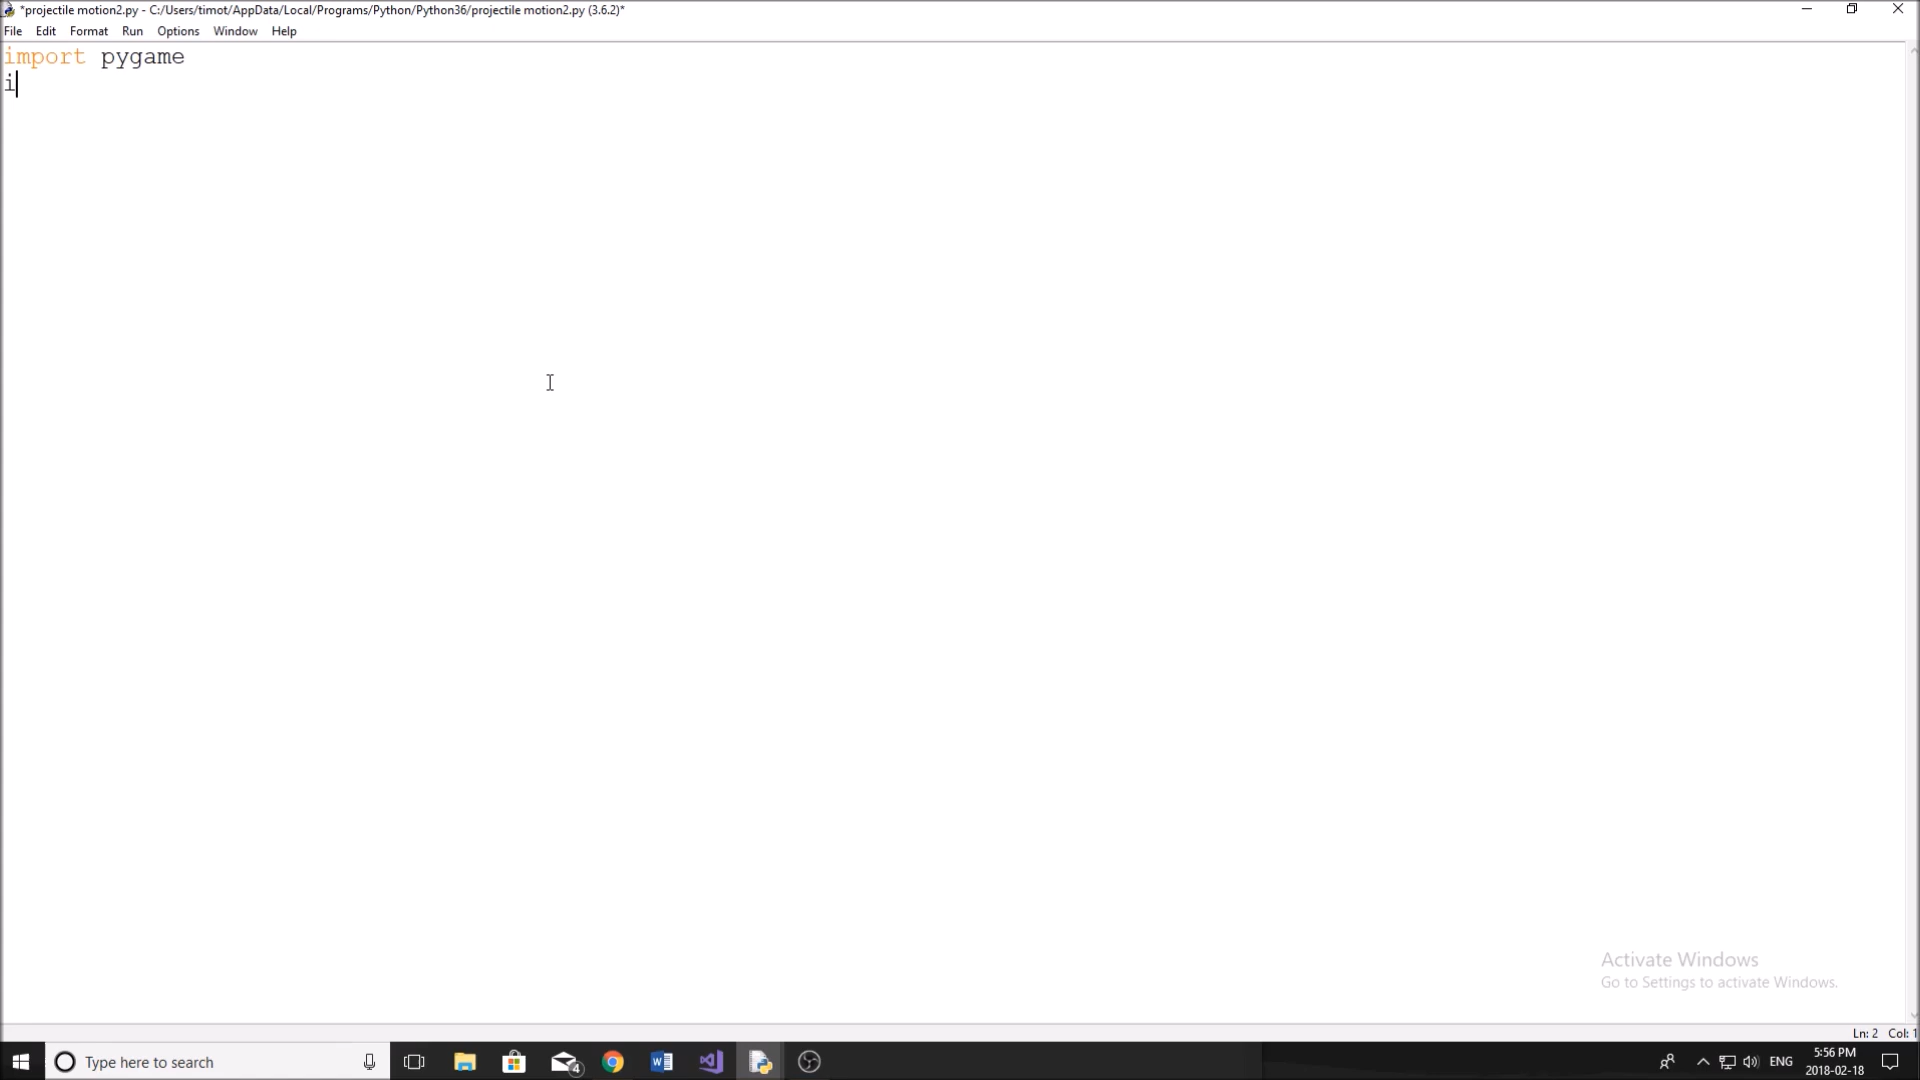 *projectile motion2.py - C:/Users/timot/AppData/Local/Programs/Python/Python36/projectile motion2.py (3.6.2)*
File Edit Format Run Options Window Help
import pygame
i
Activate Windows
Go to Settings to activate Windows.
Ln: 2 Col: 1
Type here to search
4
ENG
5:56 PM
2018-02-18